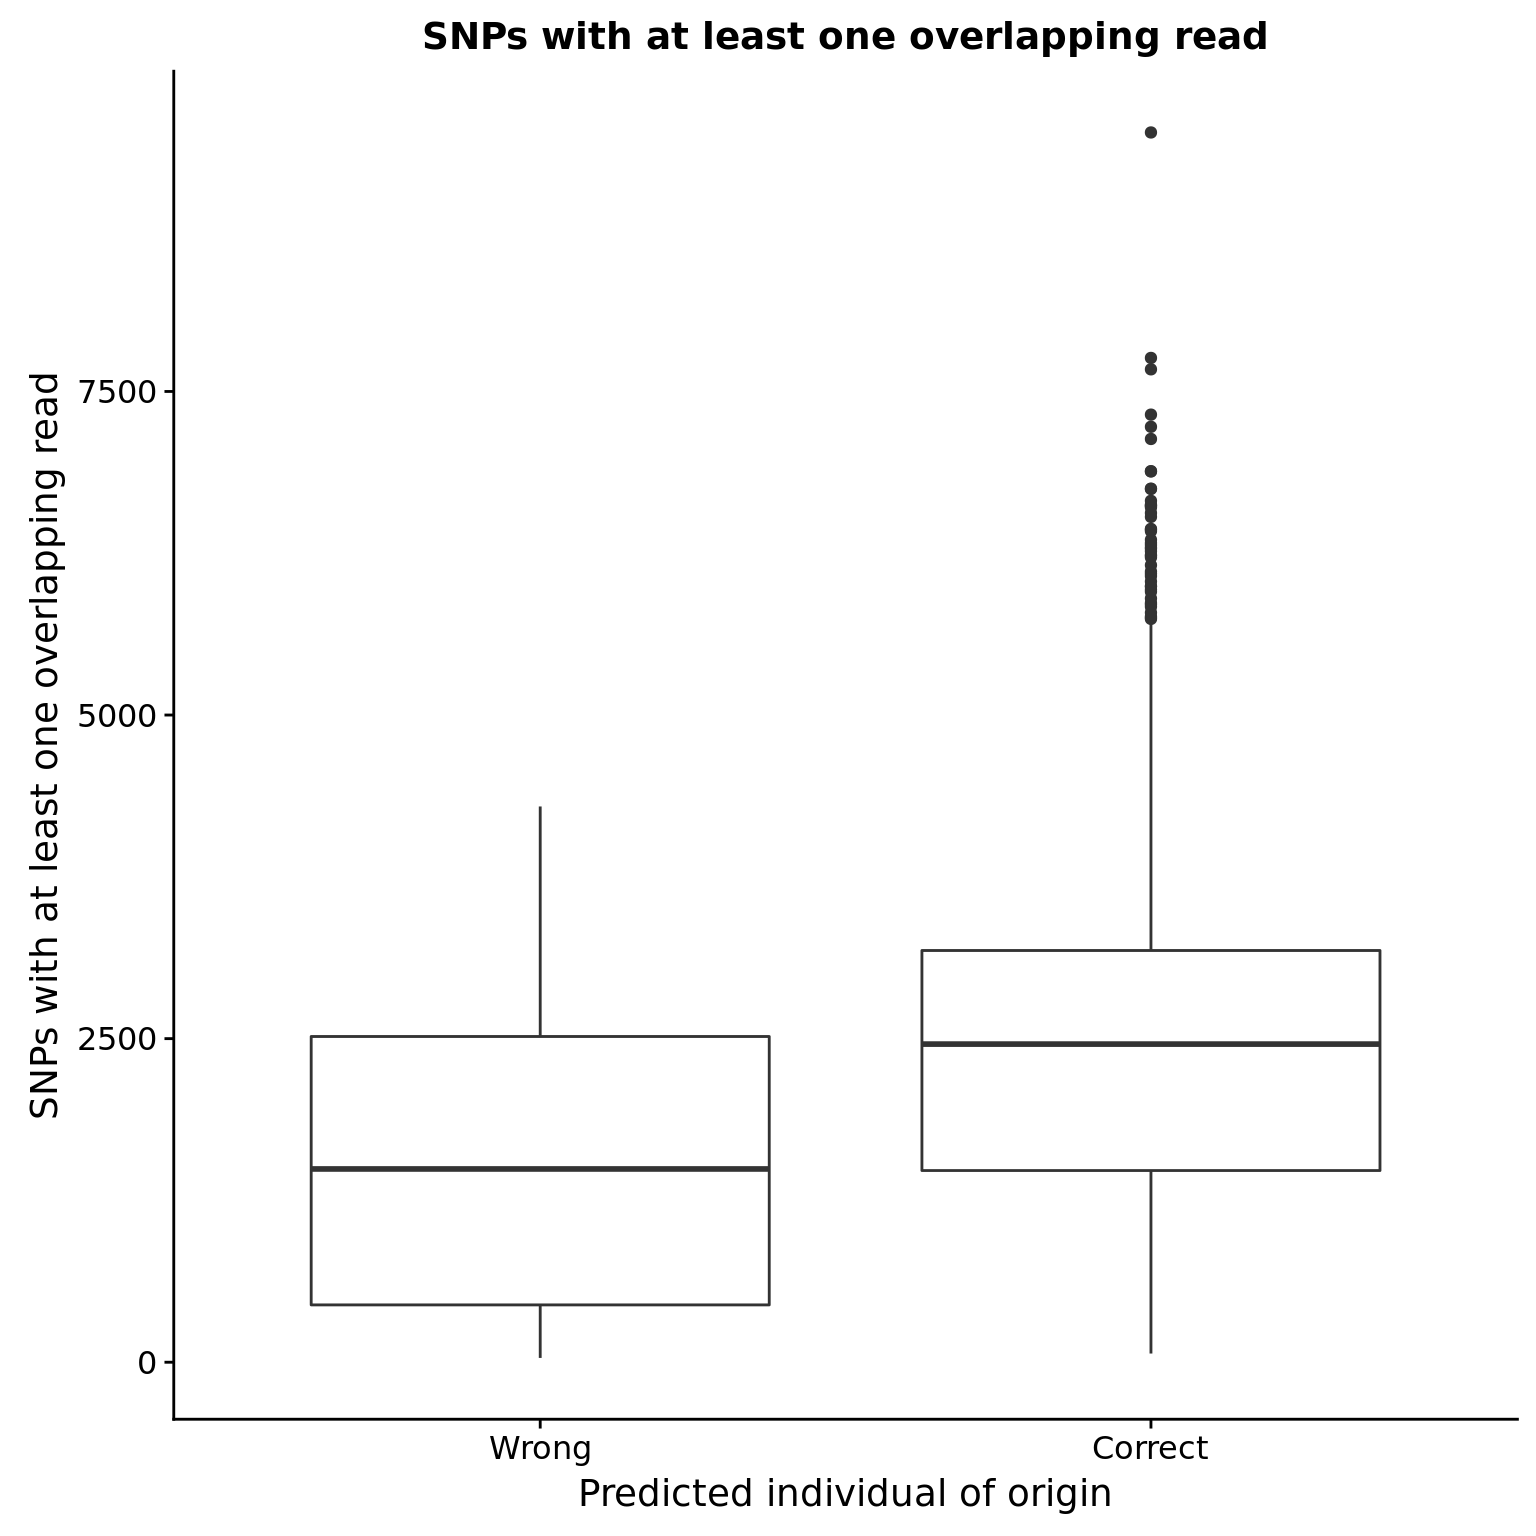 SNPs with at least one overlapping read
SNPs with at least one overlapping read
7500
5000
2500
0
Wrong
Correct
Predicted individual of origin